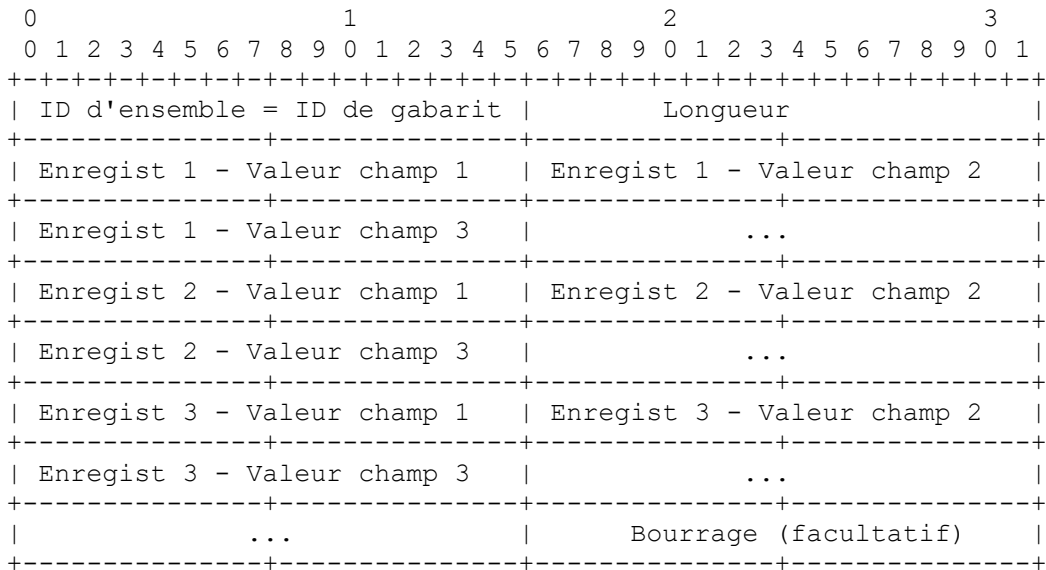 0                   1                   2                   3
 0 1 2 3 4 5 6 7 8 9 0 1 2 3 4 5 6 7 8 9 0 1 2 3 4 5 6 7 8 9 0 1
+-+-+-+-+-+-+-+-+-+-+-+-+-+-+-+-+-+-+-+-+-+-+-+-+-+-+-+-+-+-+-+-+
| ID d'ensemble = ID de gabarit |        Longueur               |
+---------------+---------------+---------------+---------------+
| Enregist 1 - Valeur champ 1   | Enregist 1 - Valeur champ 2   |
+---------------+---------------+---------------+---------------+
| Enregist 1 - Valeur champ 3   |             ...               |
+---------------+---------------+---------------+---------------+
| Enregist 2 - Valeur champ 1   | Enregist 2 - Valeur champ 2   |
+---------------+---------------+---------------+---------------+
| Enregist 2 - Valeur champ 3   |             ...               |
+---------------+---------------+---------------+---------------+
| Enregist 3 - Valeur champ 1   | Enregist 3 - Valeur champ 2   |
+---------------+---------------+---------------+---------------+
| Enregist 3 - Valeur champ 3   |             ...               |
+---------------+---------------+---------------+---------------+
|              ...              |      Bourrage (facultatif)    |
+---------------+---------------+---------------+---------------+